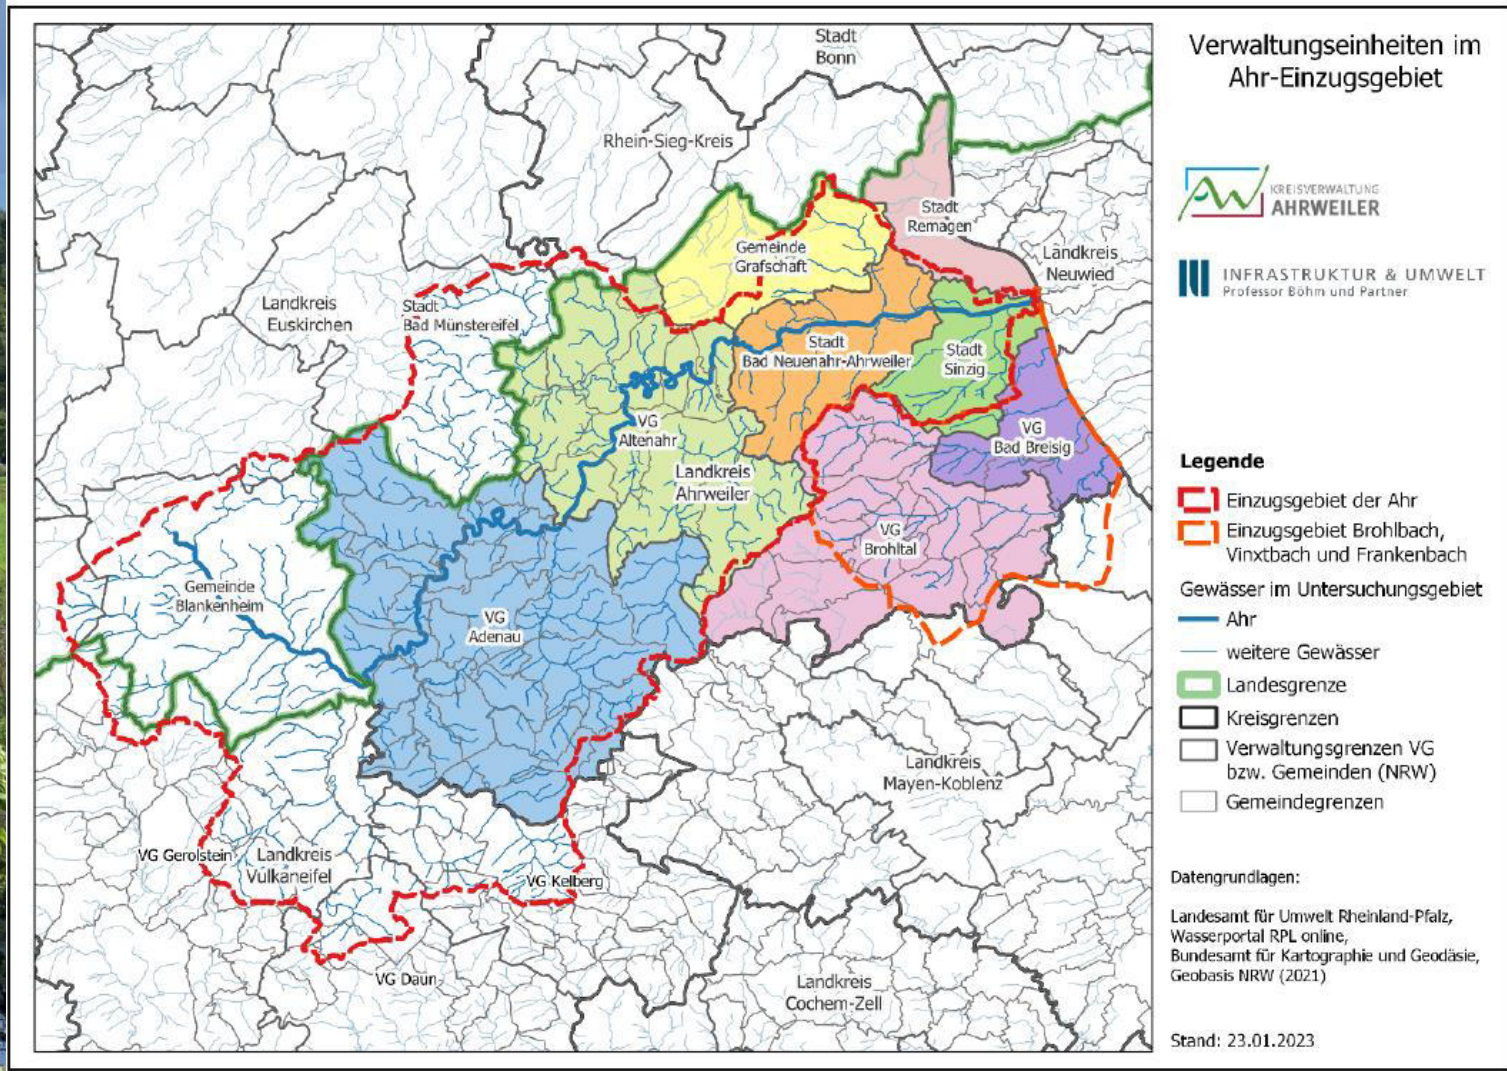 Verwaltungseinheiten im
Ahr-Einzugsgebiet
KREISVERWALTUNG
AHRWEILER
INFRASTRUKTUR & UMWELT
Professor Böhm und Partner
Legende
Einzugsgebiet der Ahr
Einzugsgebiet Brohlbach,
Vinxtbach und Frankenbach
Gewässer im Untersuchungsgebiet
Ahr
weitere Gewässer
Landesgrenze
Kreisgrenzen
Verwaltungsgrenzen VG
bzw. Gemeinden (NRW)
Gemeindegrenzen
Datengrundlagen:
Landesamt für Umwelt Rheinland-Pfalz,
Wasserportal RPL online,
Bundesamt für Kartographie und Geodäsie,
Geobasis NRW (2021)
Stand: 23.01.2023
Stadt
Bonn
Rhein-Sieg-Kreis
Stadt
Remagen
Gemeinde
Grafschaft
Landkreis
Neuwied
Landkreis
Euskirchen
Stadt
Bad Münstereifel
Stadt
Bad Neuenahr-Ahrweiler
Stadt
Sinzig
VG
Altenahr
VG
Bad Breisig
Landkreis
Ahrweiler
VG
Brohltal
Gemeinde
Blankenheim
VG
Adenau
Landkreis
Mayen-Koblenz
VG Gerolstein
Landkreis
Vulkaneifel
VG Kelberg
VG Daun
Landkreis
Cochem-Zell